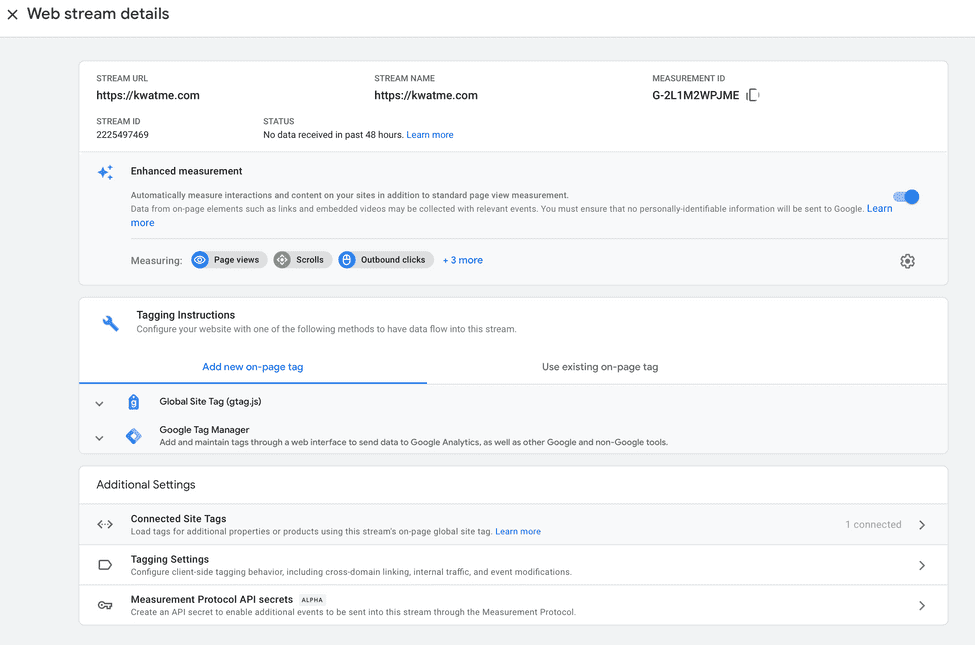 Web stream details
STREAM URL
https://kwatme.com
STREAM NAME
https://kwatme.com
MEASUREMENT ID
G-2L1M2WPJME
STREAM ID
2225497469
STATUS
No data received in past 48 hours. Learn more
Enhanced measurement
Automatically measure interactions and content on your sites in addition to standard page view measurement.
Data from on-page elements such as links and embedded videos may be collected with relevant events. You must ensure that no personally-identifiable information will be sent to Google. Learn
more
Measuring: Page views Scrolls Outbound clicks + 3 more
Tagging Instructions
Configure your website with one of the following methods to have data flow into this stream.
Add new on-page tag
Use existing on-page tag
Global Site Tag (gtag.js)
Google Tag Manager
Add and maintain tags through a web interface to send data to Google Analytics, as well as other Google and non-Google tools.
Additional Settings
Connected Site Tags
Load tags for additional properties or products using this stream's on-page global site tag. Learn more
1 connected
Tagging Settings
Configure client-side tagging behavior, including cross-domain linking, internal traffic, and event modifications.
Measurement Protocol API secrets ALPHA
Create an API secret to enable additional events to be sent into this stream through the Measurement Protocol.